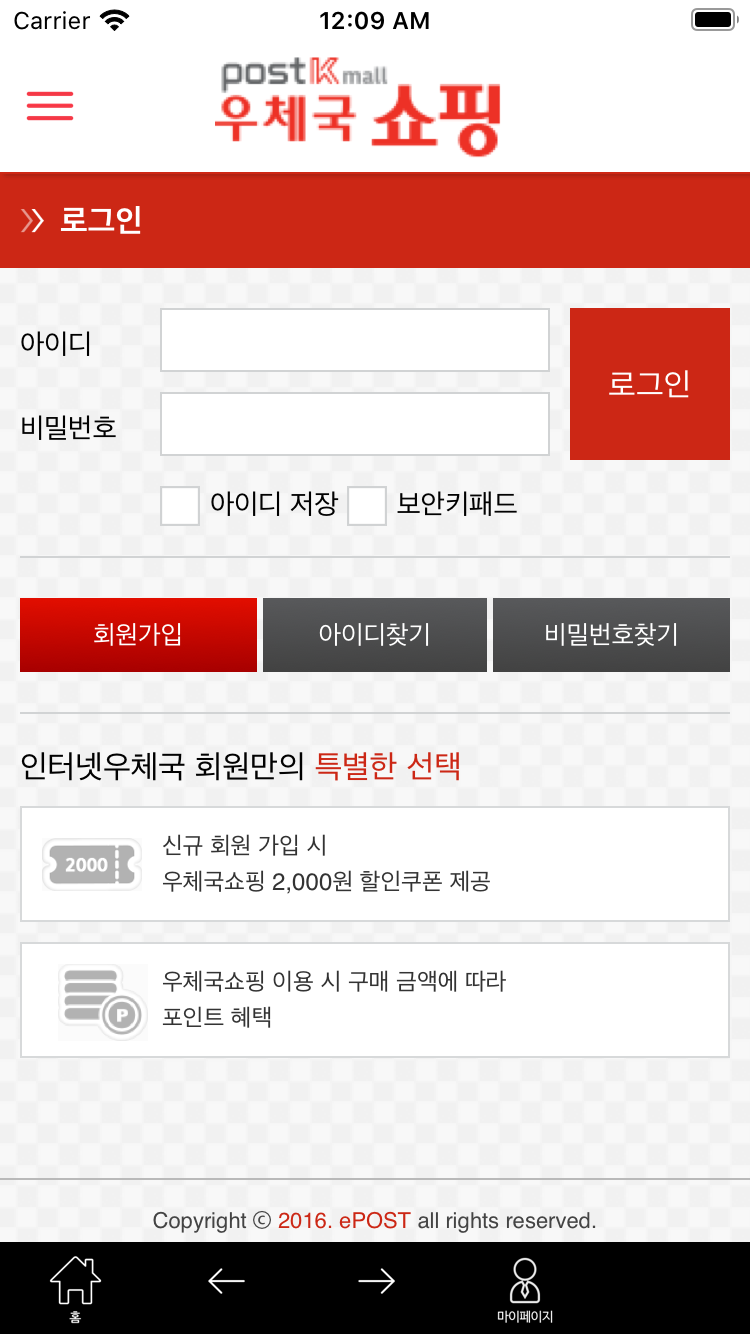 Carrier 12:09 AM
postK mall
우체국 쇼핑
로그인
아이디
로그인
비밀번호
아이디 저장 보안키패드
회원가입 아이디찾기 비밀번호찾기
인터넷우체국 회원만의 특별한 선택
2000
신규 회원 가입 시
우체국쇼핑 2,000원 할인쿠폰 제공
P
우체국쇼핑 이용 시 구매 금액에 따라
포인트 혜택
Copyright ⓒ 2016. ePOST all rights reserved.
홈 마이페이지